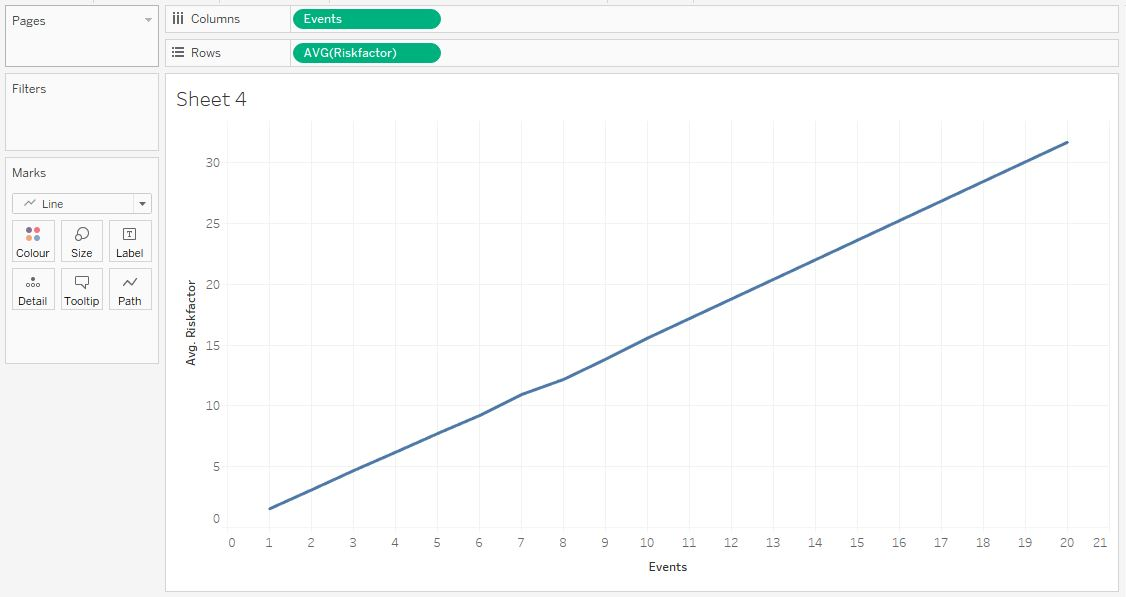 Pages
Columns
Events
Rows
AVG(Riskfactor)
Filters
Marks
Line
Colour Size Label
Detail Tooltip Path
Sheet 4
30
25
20
15
10
5
0
Avg. Riskfactor
0 1 2 3 4 5 6 7 8 9 10 11 12 13 14 15 16 17 18 19 20 21
Events